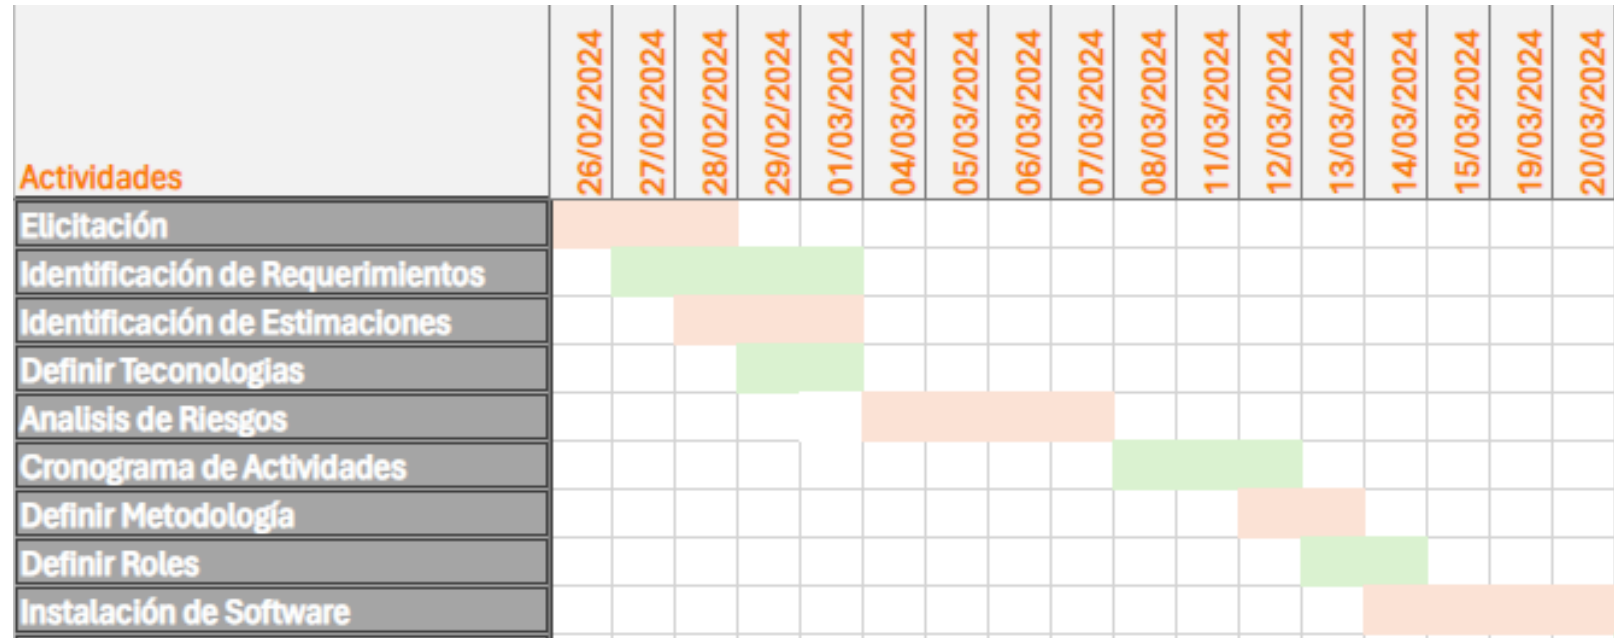 26/02/2024
27/02/2024
28/02/2024
29/02/2024
01/03/2024
04/03/2024
05/03/2024
06/03/2024
07/03/2024
08/03/2024
11/03/2024
12/03/2024
13/03/2024
14/03/2024
15/03/2024
19/03/2024
20/03/2024
Actividades
Elicitación
Identificación de Requerimientos
Identificación de Estimaciones
Definir Teconologias
Analisis de Riesgos
Cronograma de Actividades
Definir Metodología
Definir Roles
Instalación de Software